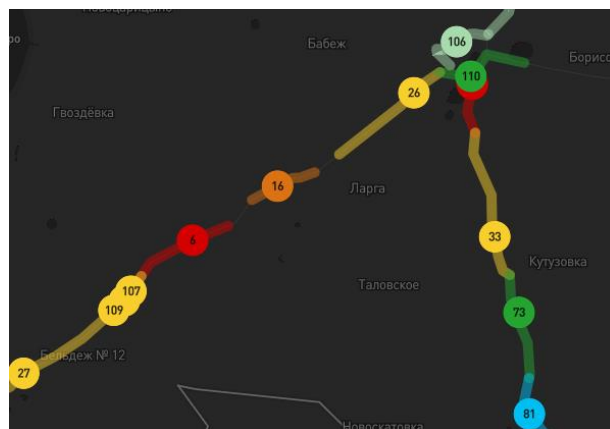 106
ро
Бабеж
110
26
Гвоздёвка
16
Ларга
33
6
Кутузовка
Таловское
107
109
73
Бельдеж № 12
27
81
Новоскатовка